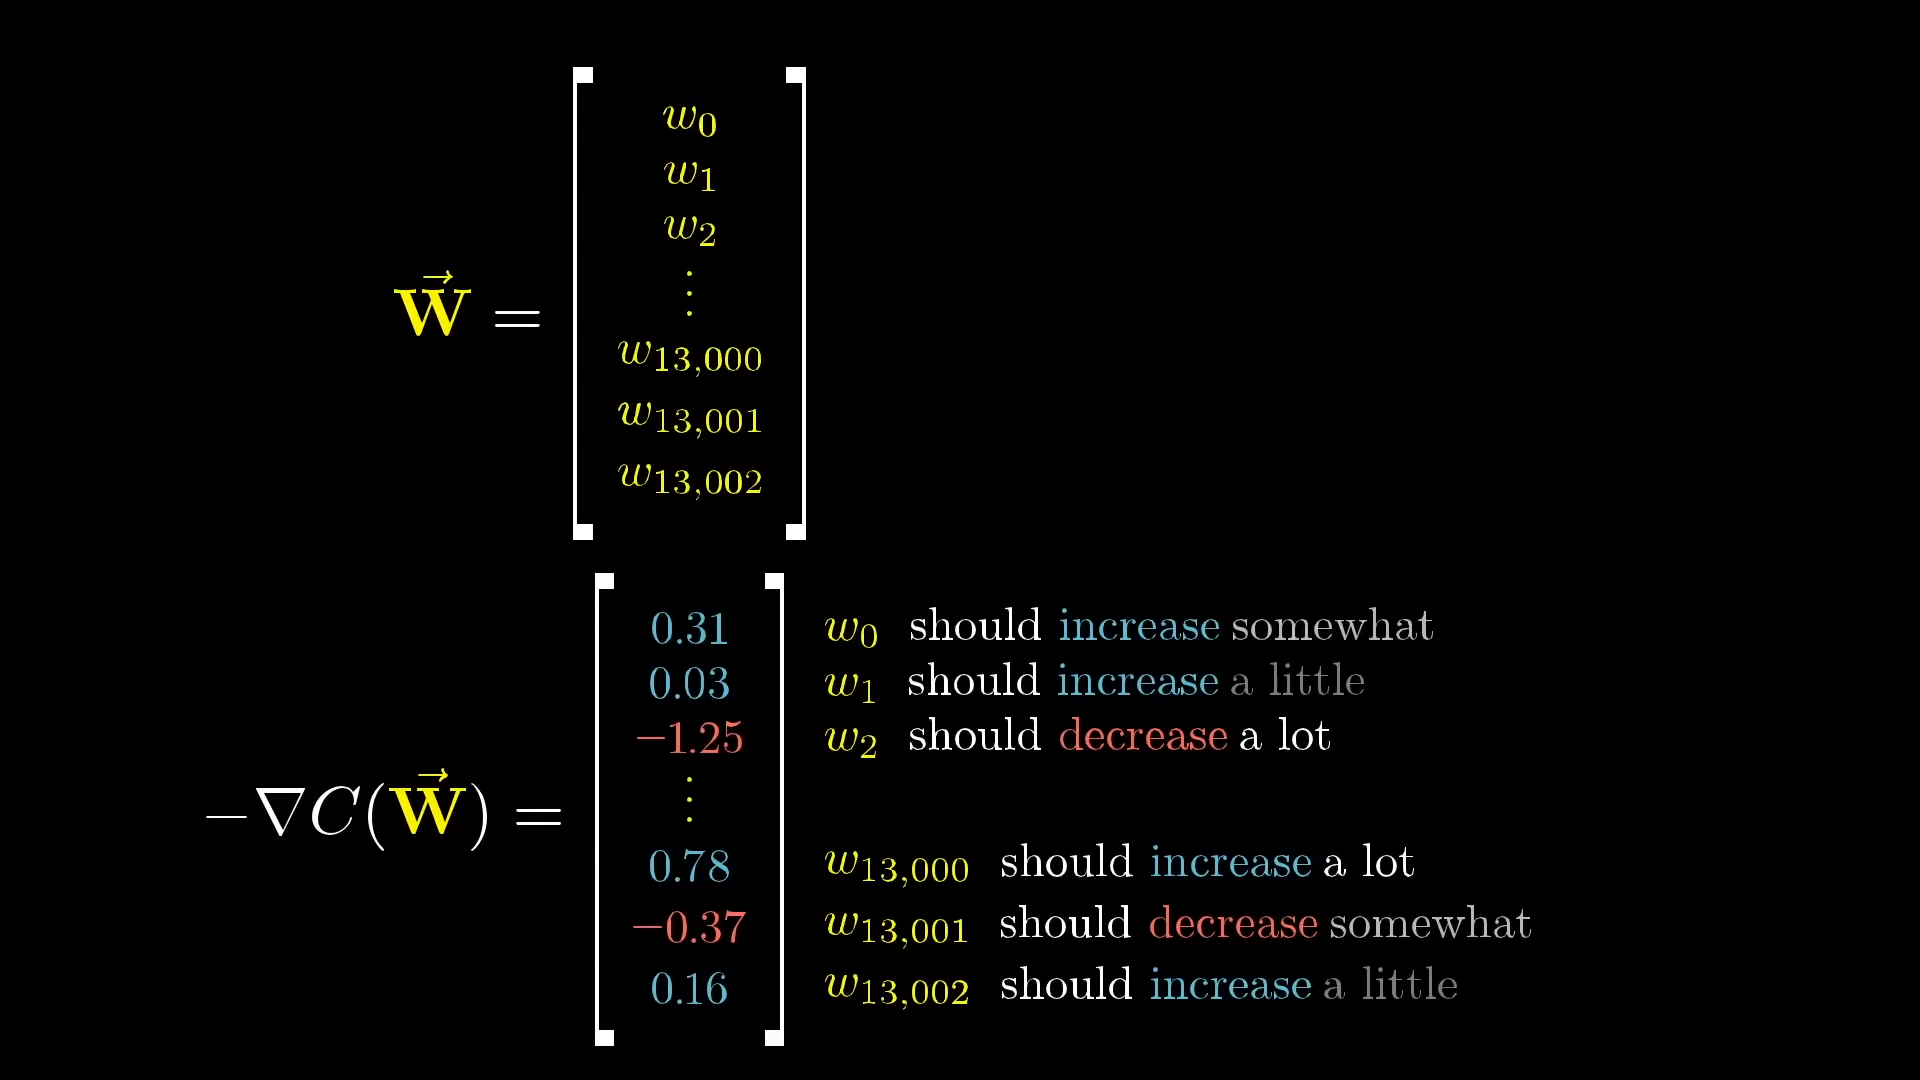 w₀
w₁
w₂
⋮
w₁₃,₀₀₀
w₁₃,₀₀₁
w₁₃,₀₀₂
W⃗ =
0.31 w₀ should increase somewhat
0.03 w₁ should increase a little
−1.25 w₂ should decrease a lot
⋮
−∇C(W⃗) =
0.78 w₁₃,₀₀₀ should increase a lot
−0.37 w₁₃,₀₀₁ should decrease somewhat
0.16 w₁₃,₀₀₂ should increase a little